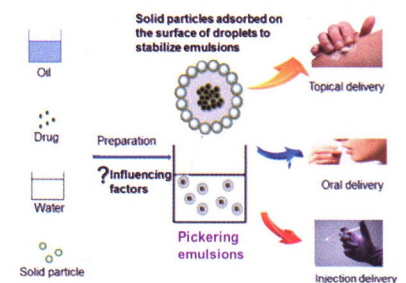 Solid particles adsorbed on
the surface of droplets to
stabilize emulsions
Oil
Drug
Water
Solid particle
Preparation
?Influencing
factors
Pickering
emulsions
Topical delivery
Oral delivery
Injection delivery